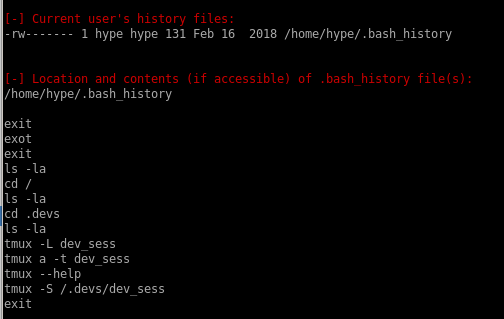 [-] Current user's history files:
-rw------- 1 hype hype 131 Feb 16  2018 /home/hype/.bash_history
[-] Location and contents (if accessible) of .bash_history file(s):
/home/hype/.bash_history
exit
exot
exit
ls -la
cd /
ls -la
cd .devs
ls -la
tmux -L dev_sess
tmux a -t dev_sess
tmux --help
tmux -S /.devs/dev_sess
exit